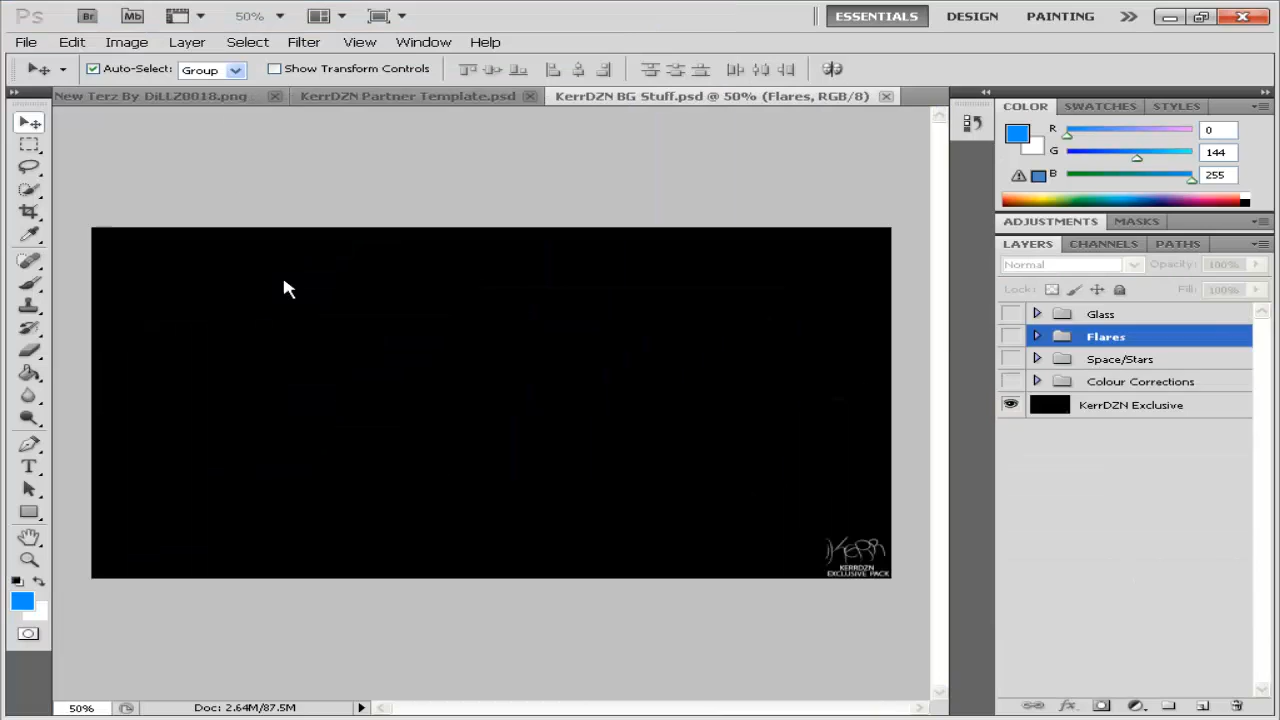 Ps Br Mb 50% ESSENTIALS DESIGN PAINTING
File Edit Image Layer Select Filter View Window Help
Auto-Select: Group Show Transform Controls
New Terz By DiLLZ0018.png KerrDZN Partner Template.psd KerrDZN BG Stuff.psd @ 50% (Flares, RGB/8)
COLOR SWATCHES STYLES
R 0
G 144
B 255
ADJUSTMENTS MASKS
LAYERS CHANNELS PATHS
Normal Opacity: 100%
Lock: Fill: 100%
Glass
Flares
Space/Stars
Colour Corrections
KerrDZN Exclusive
T
KERR
KERRDZN
EXCLUSIVE PACK
50% Doc: 2.64M/87.5M
fx